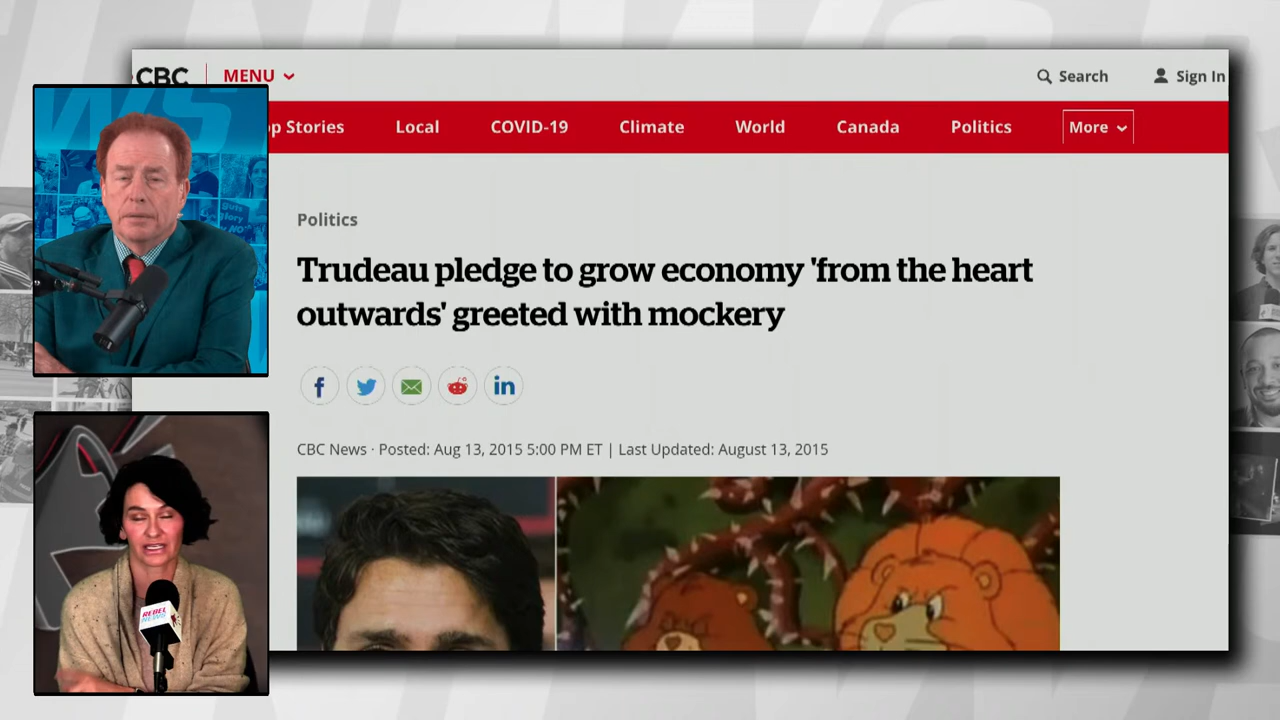 CBC
MENU
Search
Sign In
op Stories
Local
COVID-19
Climate
World
Canada
Politics
More
Politics
Trudeau pledge to grow economy 'from the heart
outwards' greeted with mockery
CBC News · Posted: Aug 13, 2015 5:00 PM ET | Last Updated: August 13, 2015
REBEL
NEWS